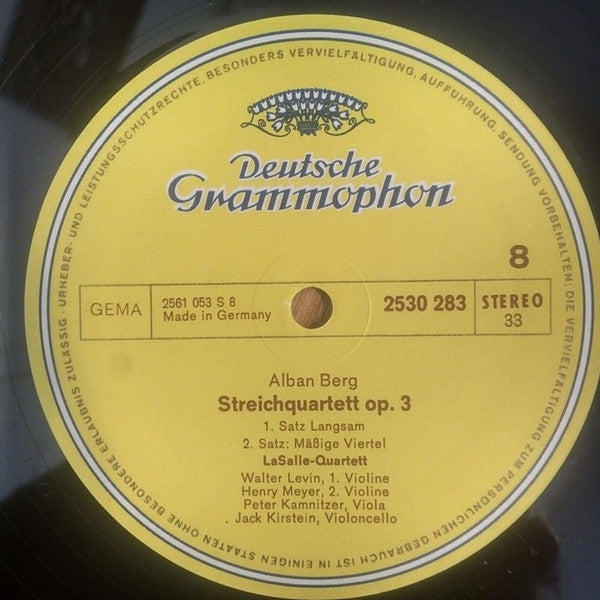 URHEBER- UND LEISTUNGSSCHUTZRECHTE, BESONDERS VERVIELFÄLTIGUNG, AUFFÜHRUNG, SENDUNG VORBEHALTEN; DIE VERVIELFÄLTIGUNG ZUM PERSÖNLICHEN GEBRAUCH IST IN EINIGEN STAATEN OHNE BESONDERE ERLAUBNIS ZULÄSSIG -
Deutsche
Grammophon
8
GEMA
2561 053 S 8
Made in Germany
2530 283
STEREO
33
Alban Berg
Streichquartett op. 3
1. Satz Langsam
2. Satz: Mäßige Viertel
LaSalle-Quartett
Walter Levin, 1. Violine
Henry Meyer, 2. Violine
Peter Kamnitzer, Viola
Jack Kirstein, Violoncello